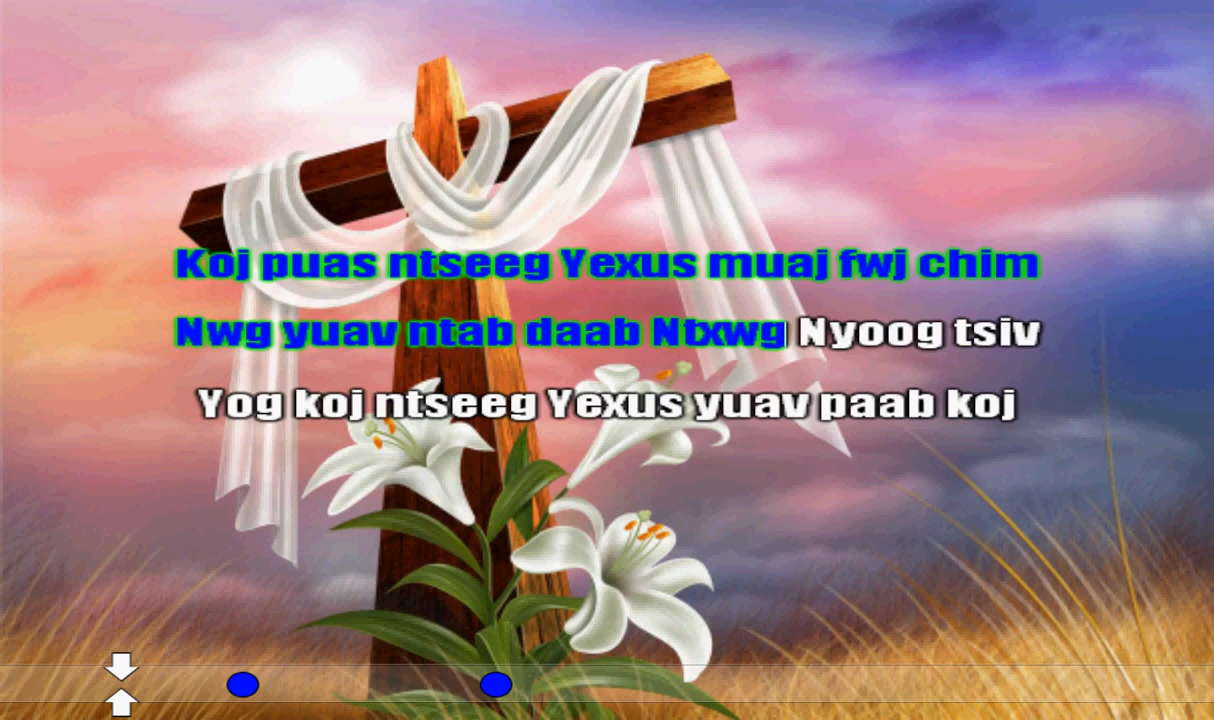 Koj puas ntseeg Yexus muaj fwj chim
Nwg yuav ntab daab Ntxwg Nyoog tsiv
Yog koj ntseeg Yexus yuav paab koj